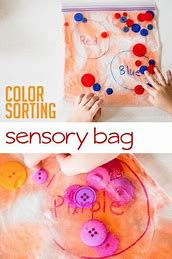 Red
Blue
COLOR
SORTING
sensory bag
Purple